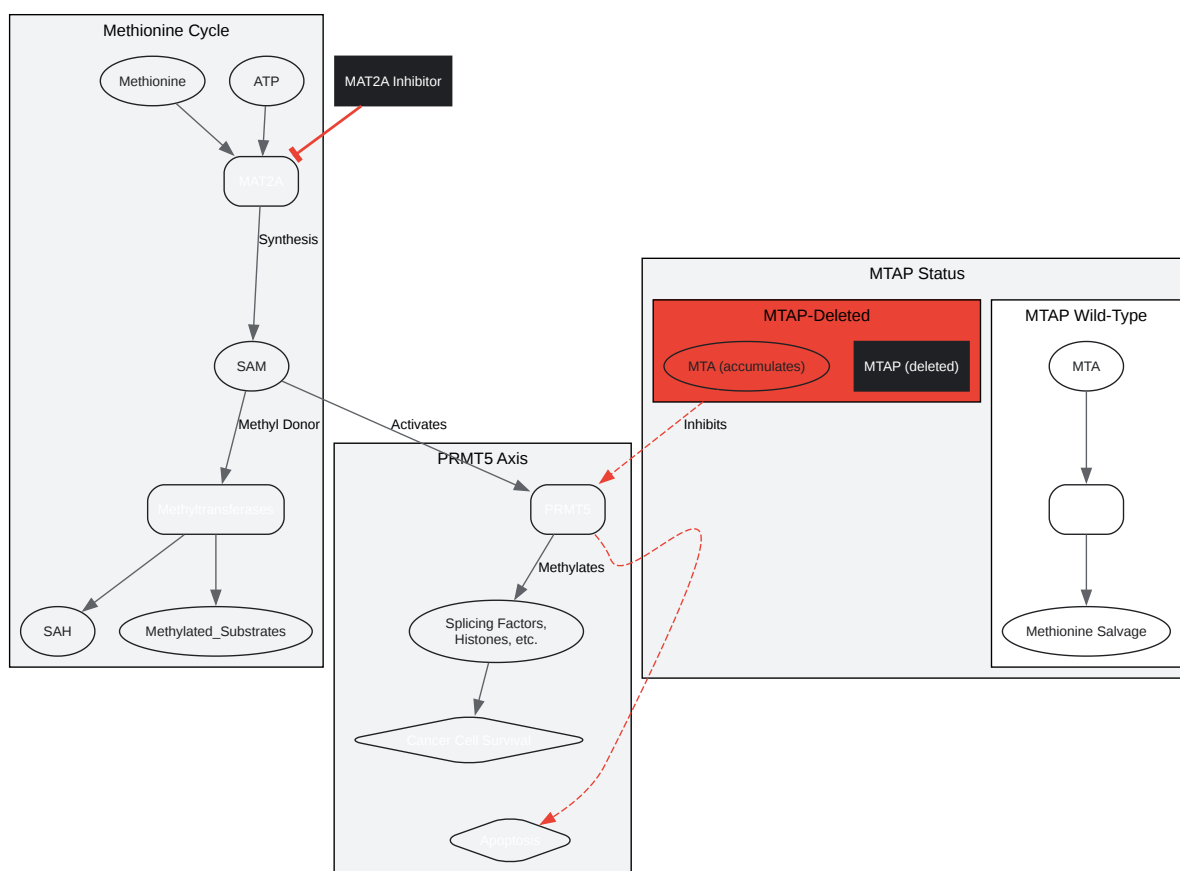 Methionine Cycle
Methionine
ATP
MAT2A Inhibitor
MAT2A
Synthesis
MTAP Status
MTAP-Deleted
MTAP Wild-Type
SAM
MTA (accumulates)
MTAP (deleted)
MTA
Methyl Donor
Activates
Inhibits
PRMT5 Axis
Methyltransferases
PRMT5
Methylates
SAH
Methylated_Substrates
Splicing Factors,
Histones, etc.
Methionine Salvage
Cancer Cell Survival
Apoptosis